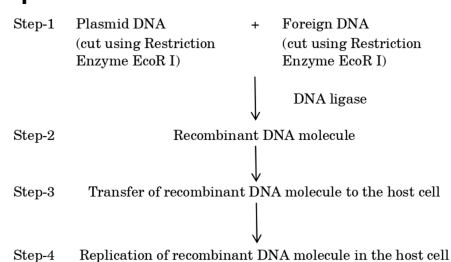 Step-1 Plasmid DNA + Foreign DNA
(cut using Restriction (cut using Restriction
Enzyme EcoR I) Enzyme EcoR I)
DNA ligase
Step-2 Recombinant DNA molecule
Step-3 Transfer of recombinant DNA molecule to the host cell
Step-4 Replication of recombinant DNA molecule in the host cell